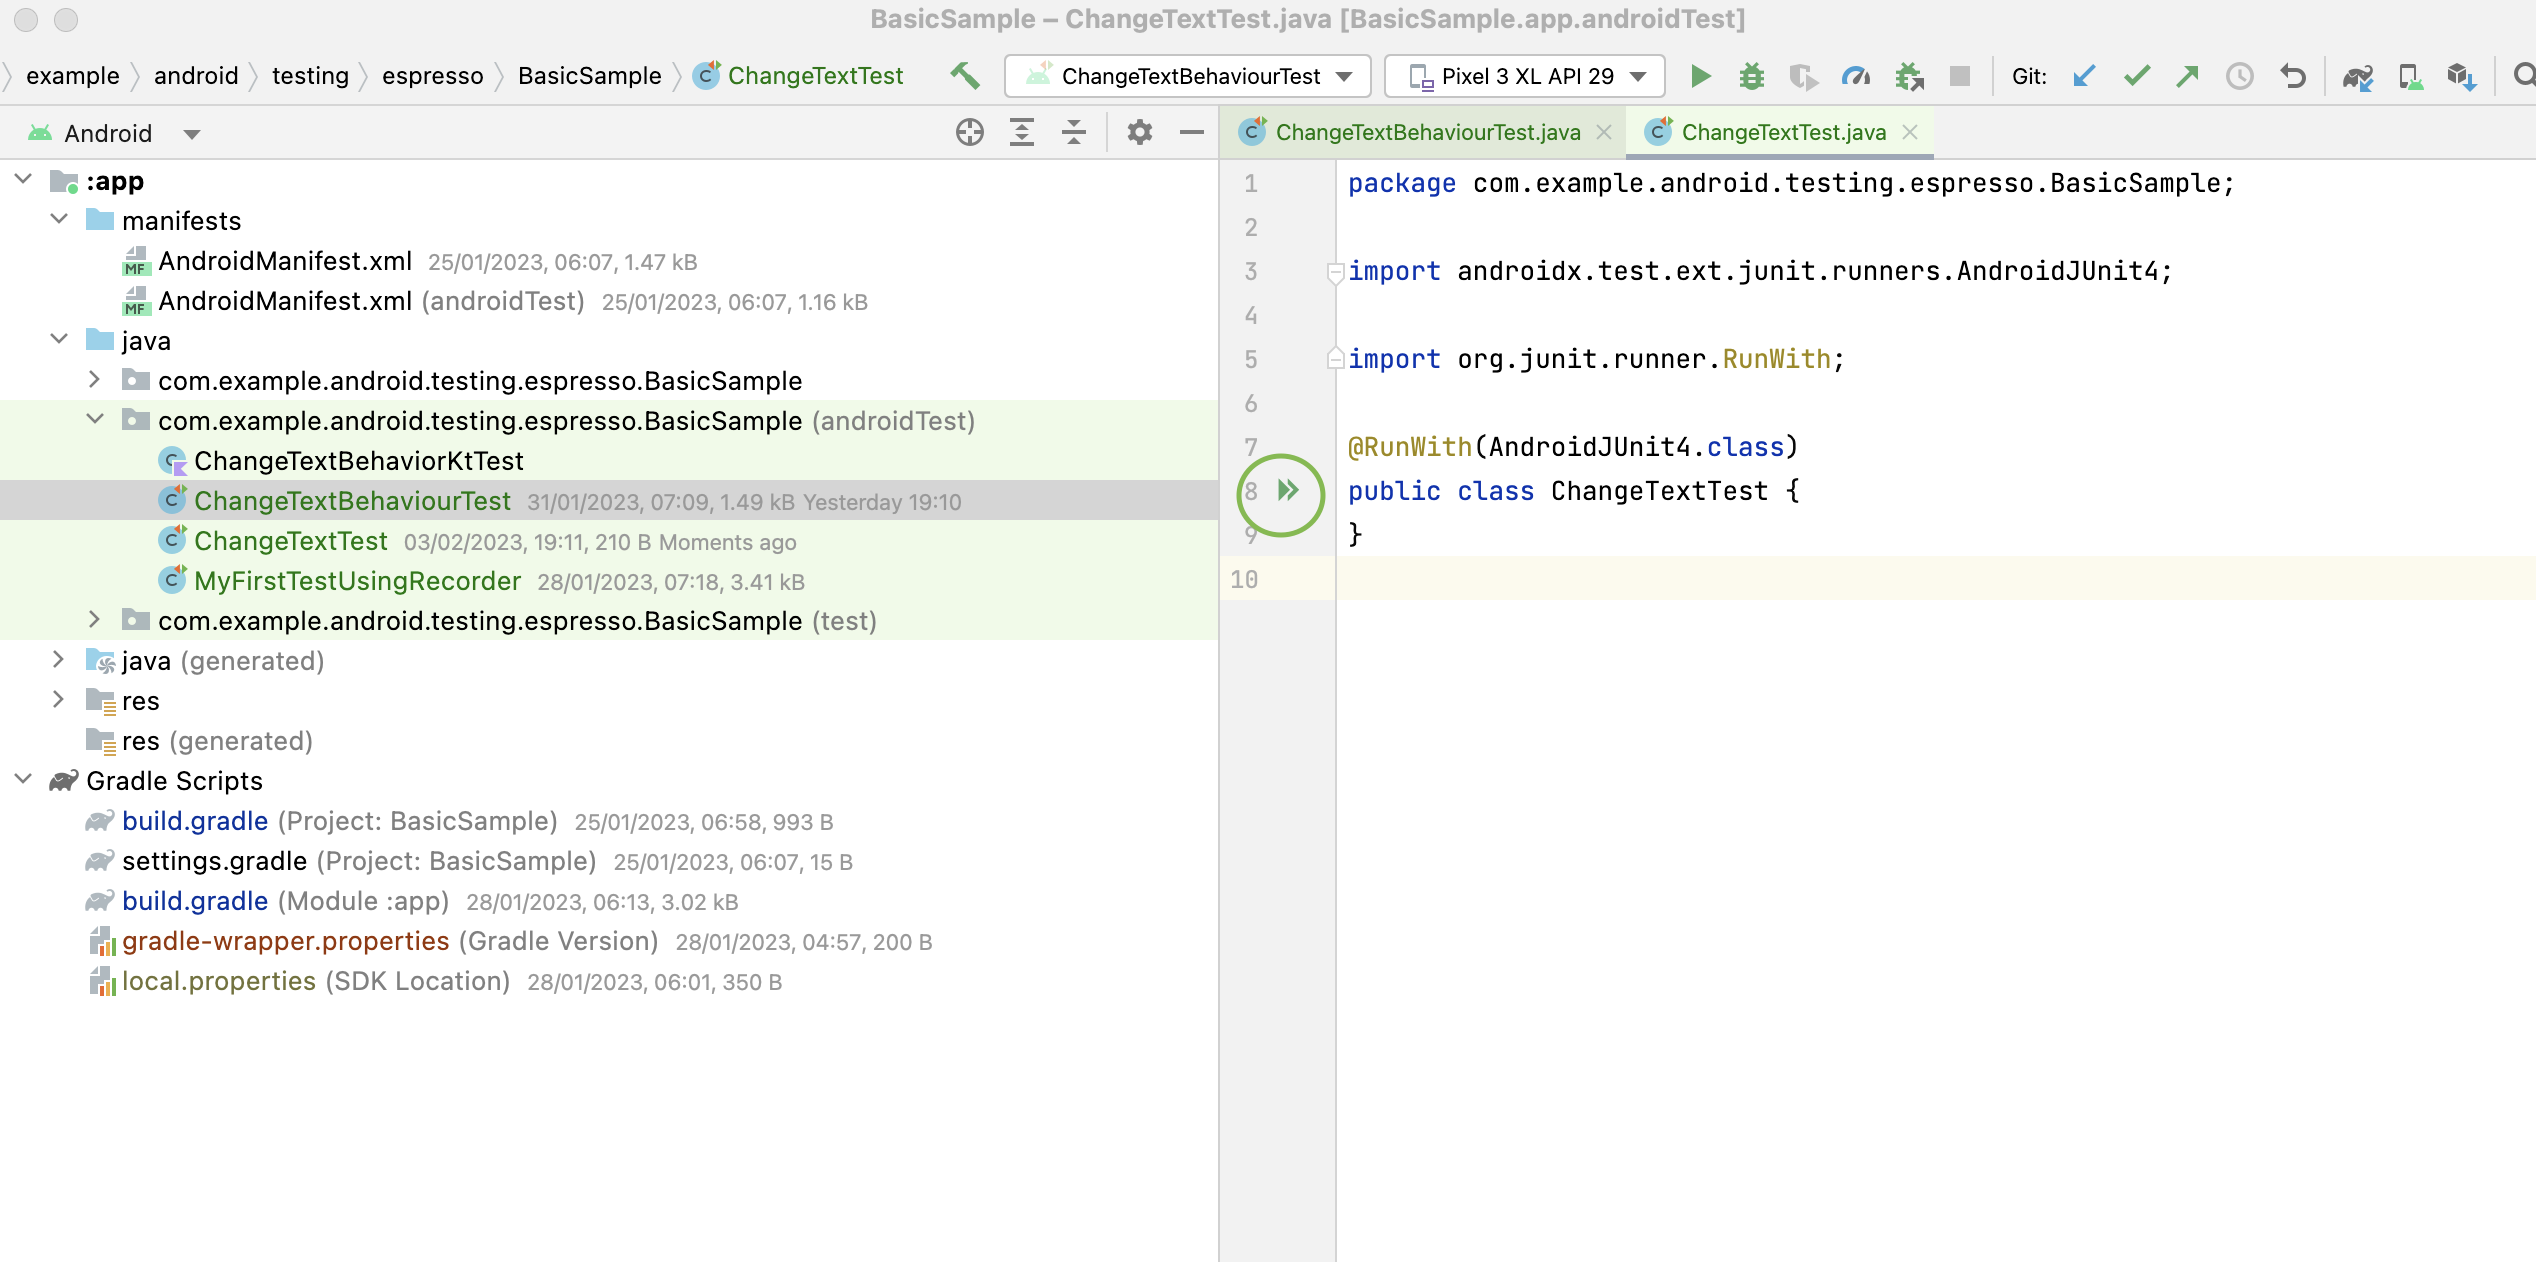 BasicSample – ChangeTextTest.java [BasicSample.app.androidTest]
example android testing espresso BasicSample ChangeTextTest ChangeTextBehaviourTest Pixel 3 XL API 29 Git:
Android
ChangeTextBehaviourTest.java ChangeTextTest.java
:app
manifests
AndroidManifest.xml 25/01/2023, 06:07, 1.47 kB
AndroidManifest.xml (androidTest) 25/01/2023, 06:07, 1.16 kB
java
com.example.android.testing.espresso.BasicSample
com.example.android.testing.espresso.BasicSample (androidTest)
ChangeTextBehaviorKtTest
ChangeTextBehaviourTest 31/01/2023, 07:09, 1.49 kB Yesterday 19:10
ChangeTextTest 03/02/2023, 19:11, 210 B Moments ago
MyFirstTestUsingRecorder 28/01/2023, 07:18, 3.41 kB
com.example.android.testing.espresso.BasicSample (test)
java (generated)
res
res (generated)
Gradle Scripts
build.gradle (Project: BasicSample) 25/01/2023, 06:58, 993 B
settings.gradle (Project: BasicSample) 25/01/2023, 06:07, 15 B
build.gradle (Module :app) 28/01/2023, 06:13, 3.02 kB
gradle-wrapper.properties (Gradle Version) 28/01/2023, 04:57, 200 B
local.properties (SDK Location) 28/01/2023, 06:01, 350 B
1 package com.example.android.testing.espresso.BasicSample;
2
3 import androidx.test.ext.junit.runners.AndroidJUnit4;
4
5 import org.junit.runner.RunWith;
6
7 @RunWith(AndroidJUnit4.class)
8 public class ChangeTextTest {
9 }
10